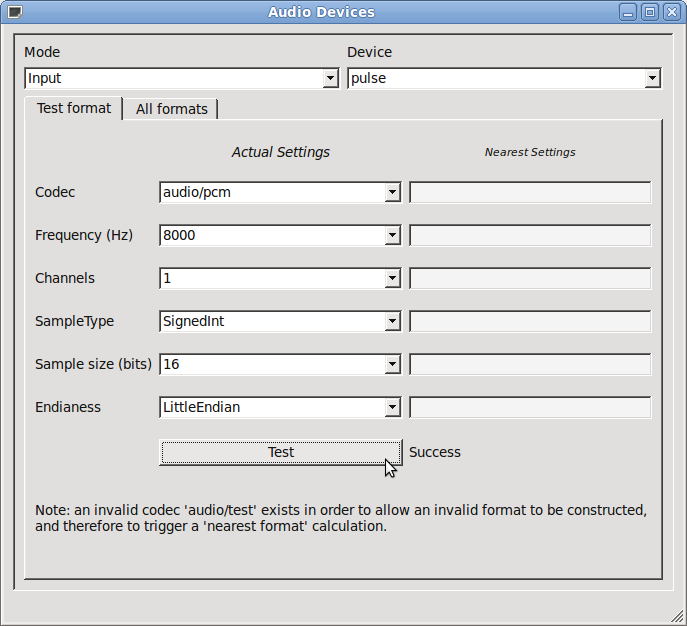 Audio Devices
Mode Device
Input pulse
Test format All formats
Actual Settings Nearest Settings
Codec audio/pcm
Frequency (Hz) 8000
Channels 1
SampleType SignedInt
Sample size (bits) 16
Endianess LittleEndian
Test Success
Note: an invalid codec 'audio/test' exists in order to allow an invalid format to be constructed,
and therefore to trigger a 'nearest format' calculation.